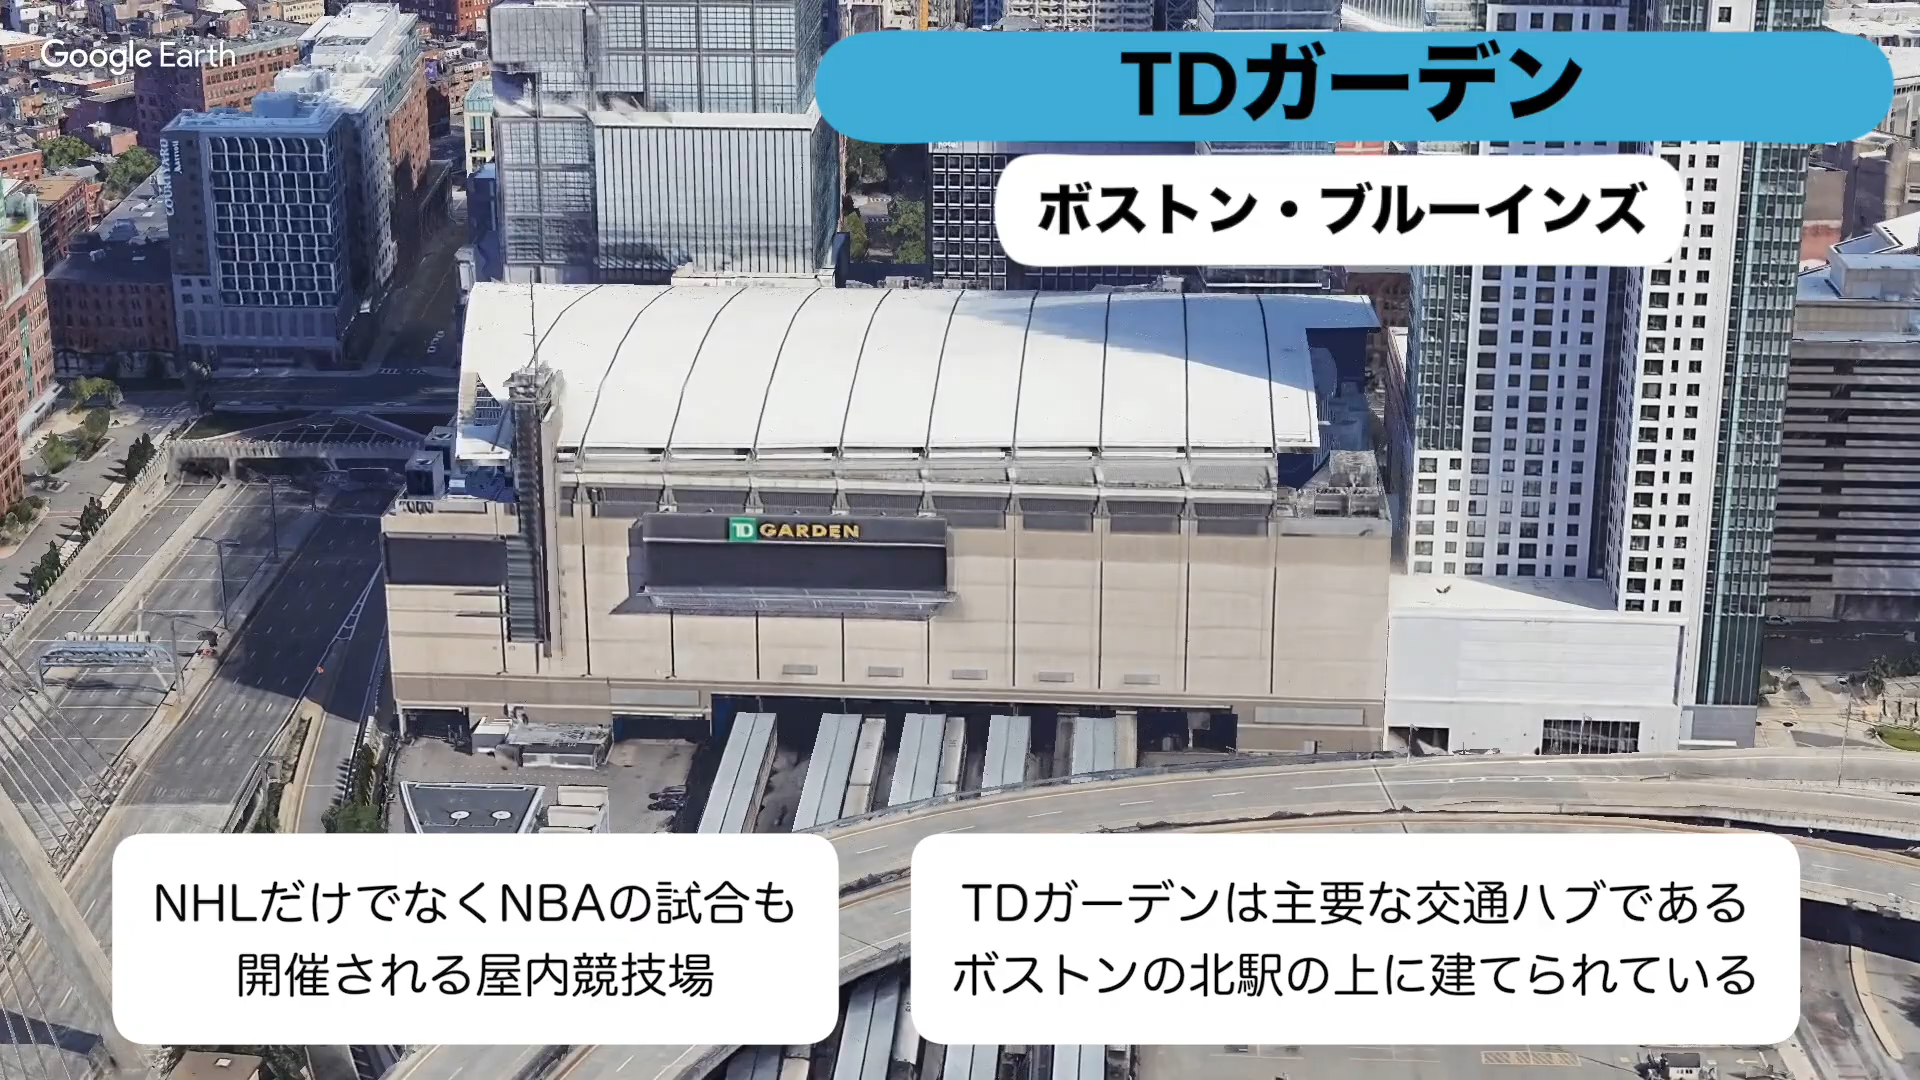 Google Earth
TDガーデン
ボストン・ブルーインズ
COURTYARD
Marriott
TD GARDEN
NHLだけでなくNBAの試合も
開催される屋内競技場
TDガーデンは主要な交通ハブである
ボストンの北駅の上に建てられている